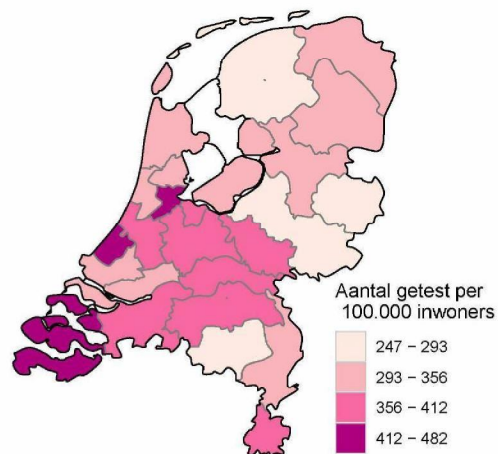 Aantal getest per
100.000 inwoners
247 – 293
293 – 356
356 – 412
412 – 482